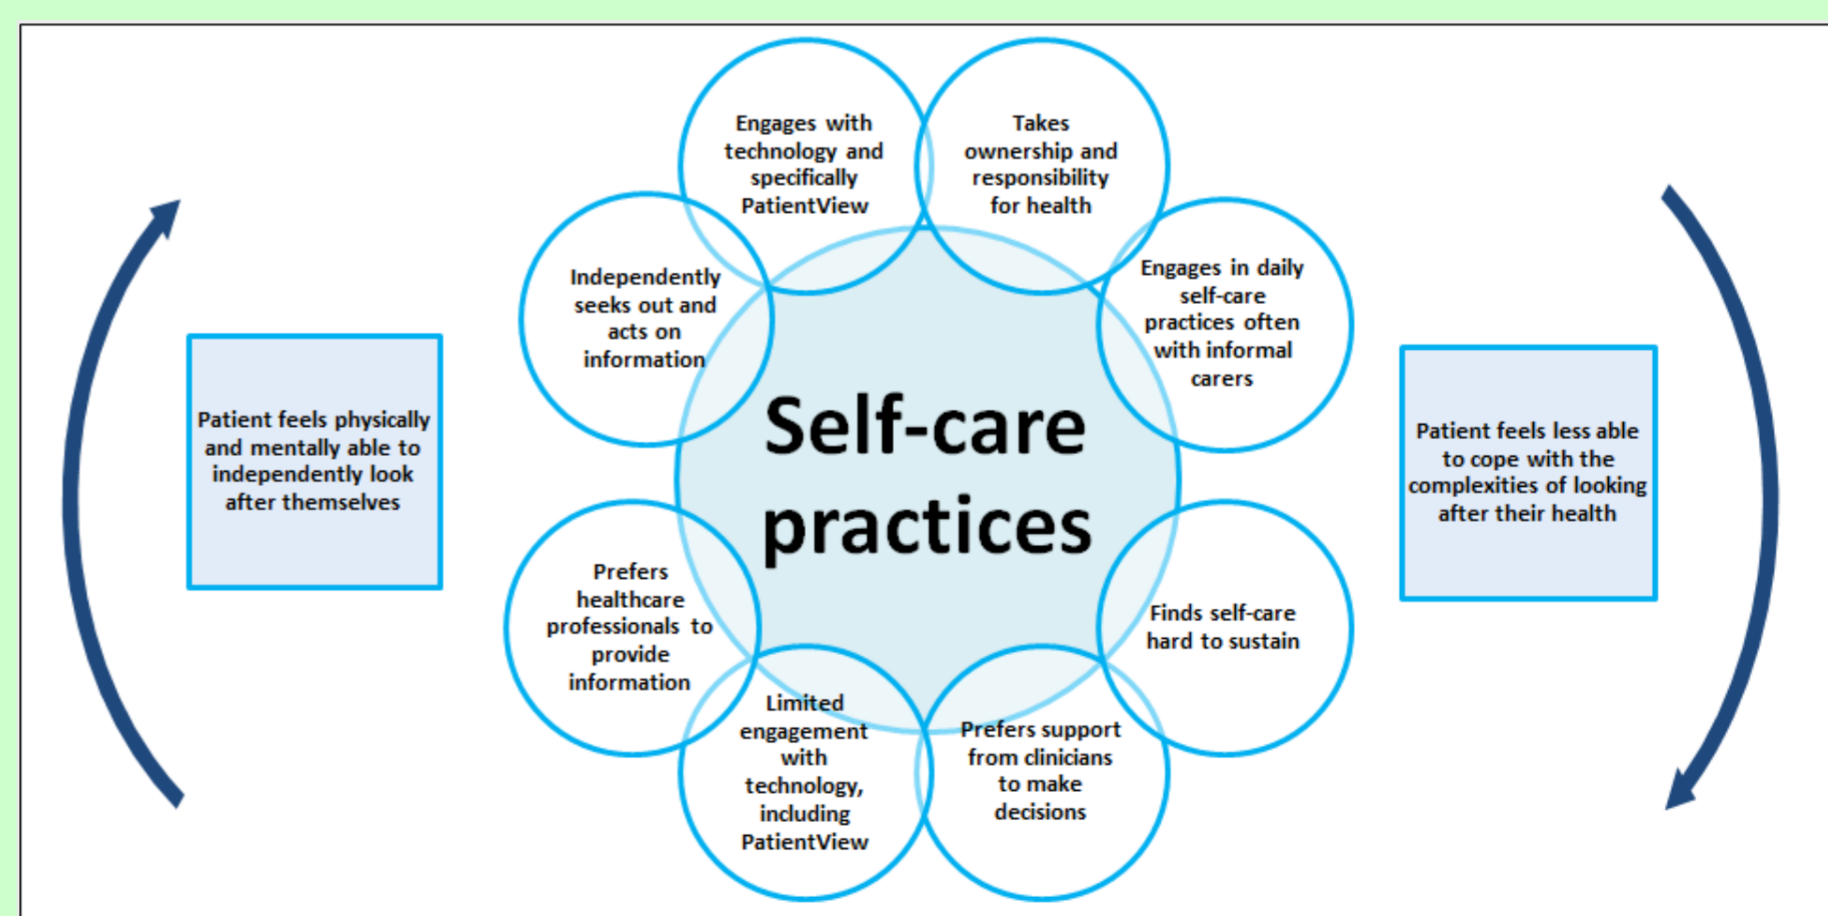 Engages with
technology and
specifically
PatientView
Takes
ownership and
responsibility
for health
Independently
seeks out and
acts on
information
Engages in daily
self-care
practices often
with informal
carers
Patient feels physically
and mentally able to
independently look
after themselves
Self-care
practices
Patient feels less able
to cope with the
complexities of looking
after their health
Prefers
healthcare
professionals to
provide
information
Finds self-care
hard to sustain
Limited
engagement
with
technology,
including
PatientView
Prefers support
from clinicians
to make
decisions